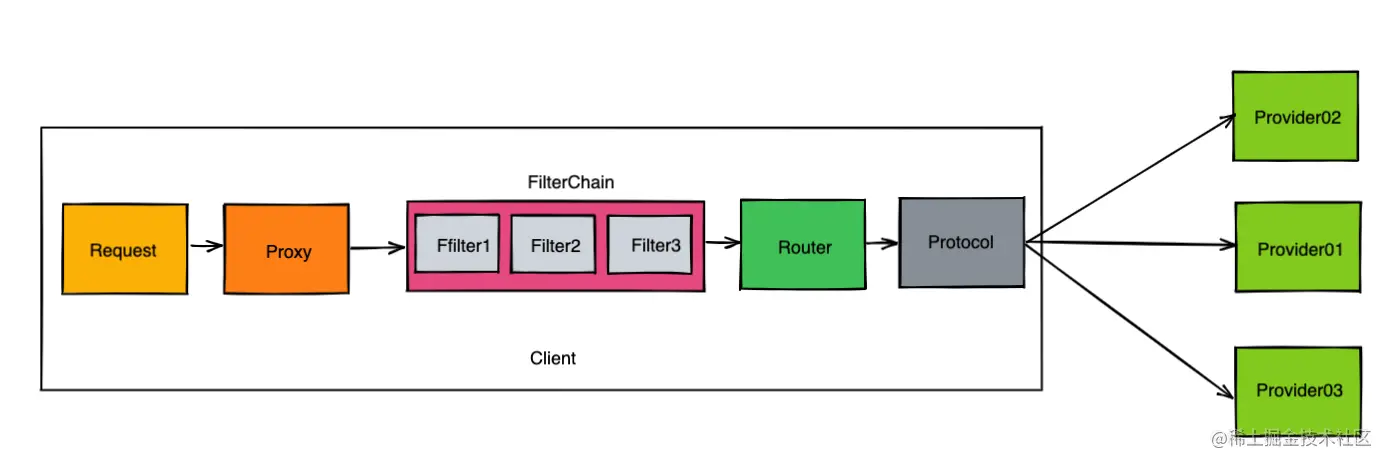 Provider02
FilterChain
Request
Proxy
Ffilter1
Filter2
Filter3
Router
Protocol
Provider01
Client
Provider03
@稀土掘金技术社区